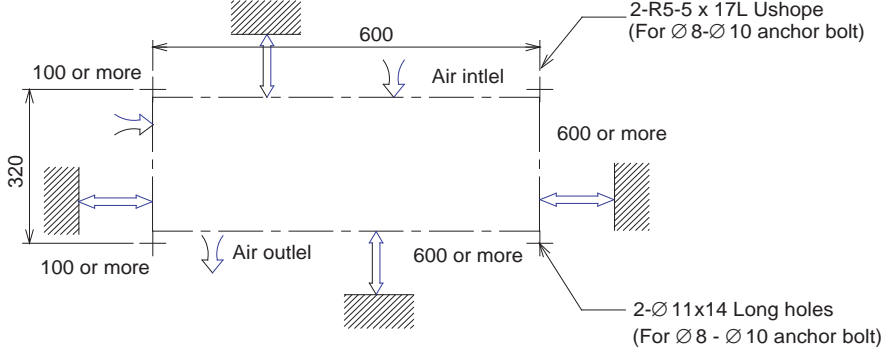 2-R5-5 x 17L Ushope
(For Ø 8-Ø 10 anchor bolt)
600
100 or more
Air intlel
600 or more
320
100 or more
Air outlel
600 or more
2-Ø 11x14 Long holes
(For Ø 8 - Ø 10 anchor bolt)